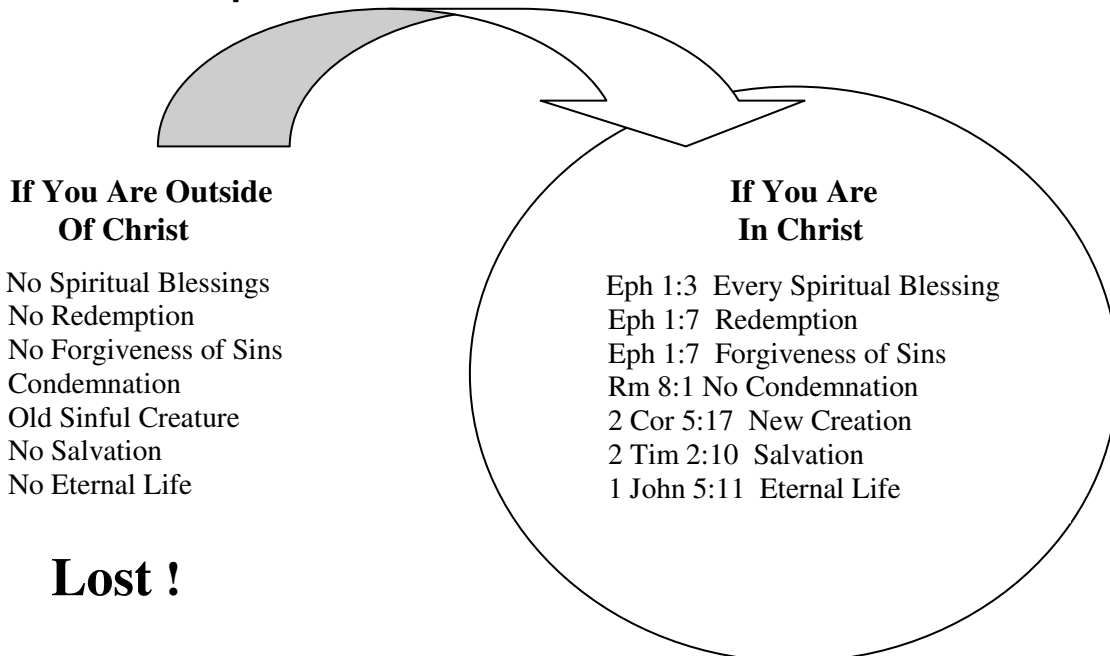 If You Are Outside
Of Christ
No Spiritual Blessings
No Redemption
No Forgiveness of Sins
Condemnation
Old Sinful Creature
No Salvation
No Eternal Life
Lost !
If You Are
In Christ
Eph 1:3 Every Spiritual Blessing
Eph 1:7 Redemption
Eph 1:7 Forgiveness of Sins
Rm 8:1 No Condemnation
2 Cor 5:17 New Creation
2 Tim 2:10 Salvation
1 John 5:11 Eternal Life